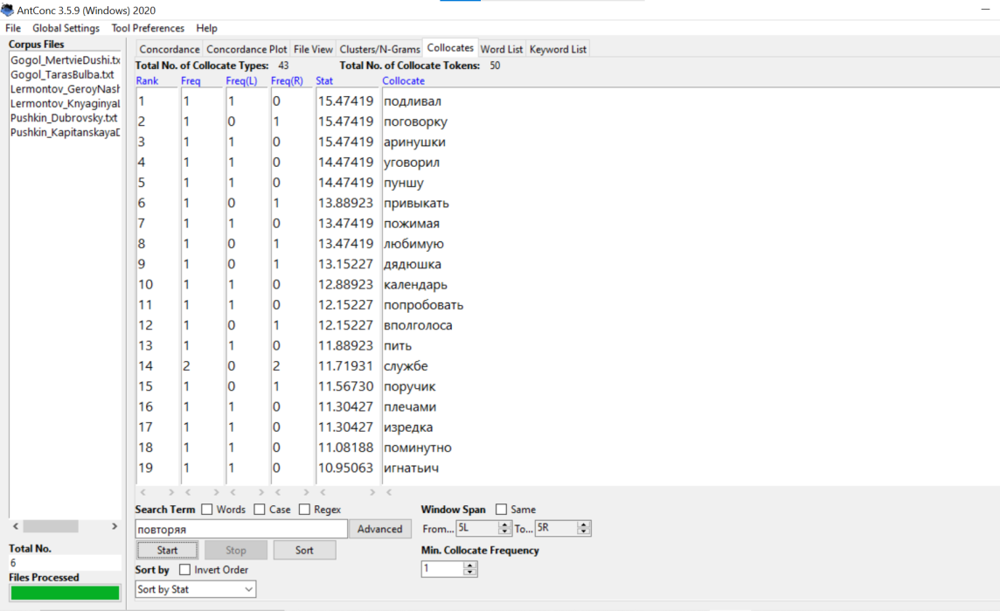 AntConc 3.5.9 (Windows) 2020
File Global Settings Tool Preferences Help
Corpus Files
Gogol_MertvieDushi.tx
Gogol_TarasBulba.txt
Lermontov_GeroyNash
Lermontov_KnyaginyaL
Pushkin_Dubrovsky.txt
Pushkin_KapitanskayaD
Concordance Concordance Plot File View Clusters/N-Grams Collocates Word List Keyword List
Total No. of Collocate Types: 43 Total No. of Collocate Tokens: 50
Rank Freq Freq(L) Freq(R) Stat Collocate
1 1 1 0 15.47419 подливал
2 1 0 1 15.47419 поговорку
3 1 1 0 15.47419 аринушки
4 1 1 0 14.47419 уговорил
5 1 1 0 14.47419 пуншу
6 1 0 1 13.88923 привыкать
7 1 1 0 13.47419 пожимая
8 1 0 1 13.47419 любимую
9 1 0 1 13.15227 дядюшка
10 1 1 0 12.88923 календарь
11 1 1 0 12.15227 попробовать
12 1 0 1 12.15227 вполголоса
13 1 1 0 11.88923 пить
14 2 0 2 11.71931 службе
15 1 0 1 11.56730 поручик
16 1 1 0 11.30427 плечами
17 1 1 0 11.30427 изредка
18 1 1 0 11.08188 поминутно
19 1 1 0 10.95063 игнатьич
Search Term Words Case Regex Window Span Same
повторяя Advanced From... 5L To... 5R
Start Stop Sort Min. Collocate Frequency
Sort by Invert Order 1
Sort by Stat
Total No.
6
Files Processed